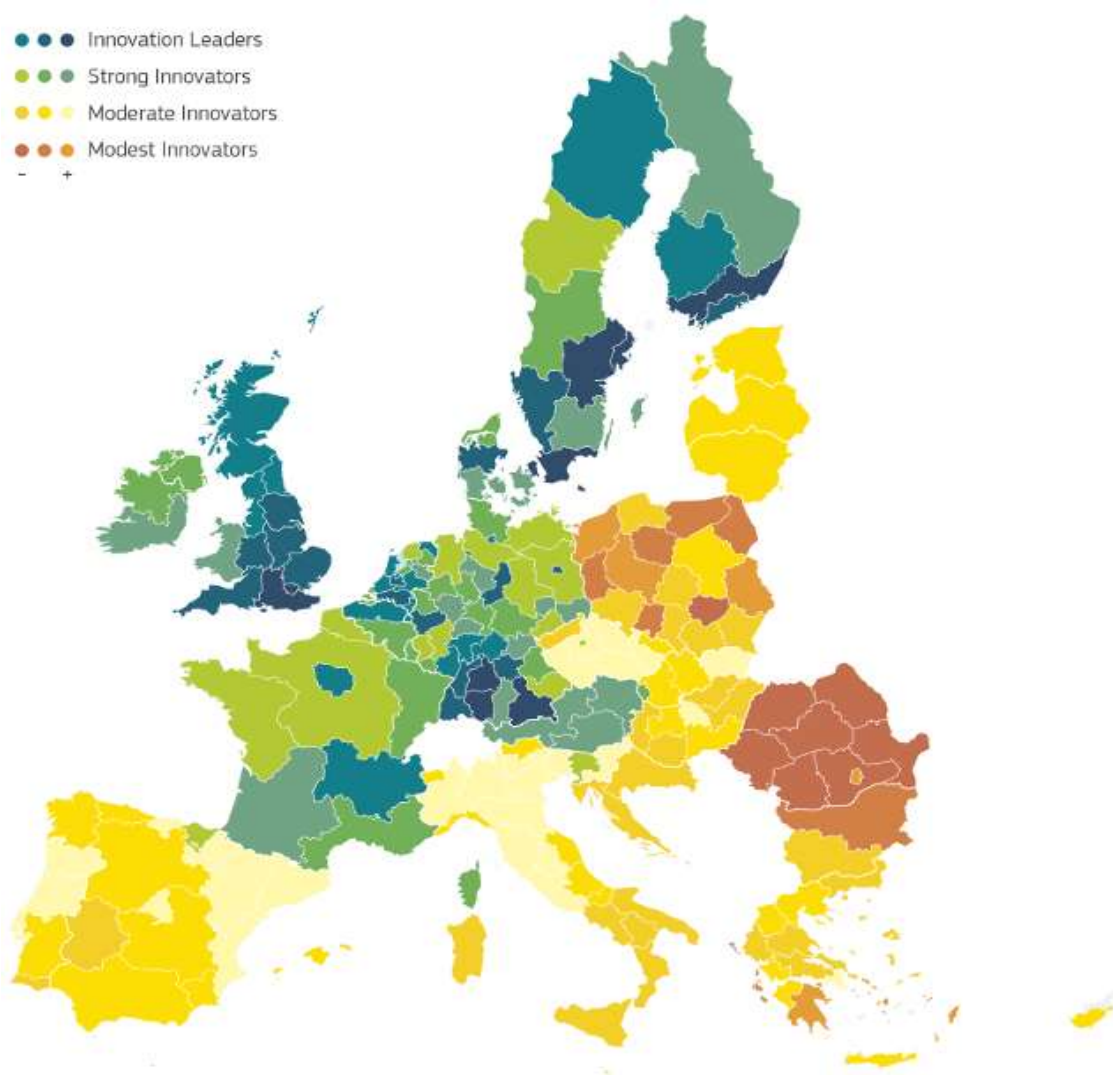 Innovation Leaders
Strong Innovators
Moderate Innovators
Modest Innovators
- +